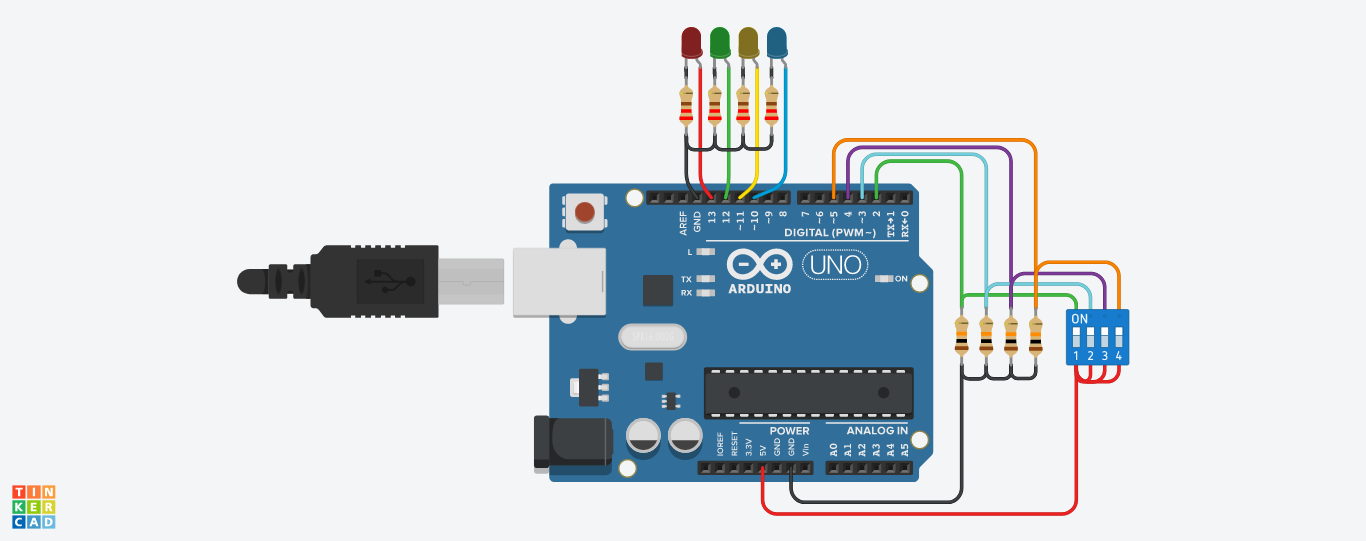 AREF
GND
13
12
~11
~10
~9
8
7
~6
~5
4
~3
2
TX→1
RX←0
DIGITAL (PWM~)
L
TX
RX
UNO
ON
ARDUINO
ON
1 2 3 4
POWER
ANALOG IN
IOREF
RESET
3.3V
5V
GND
GND
Vin
A0
A1
A2
A3
A4
A5
TIN
KER
CAD